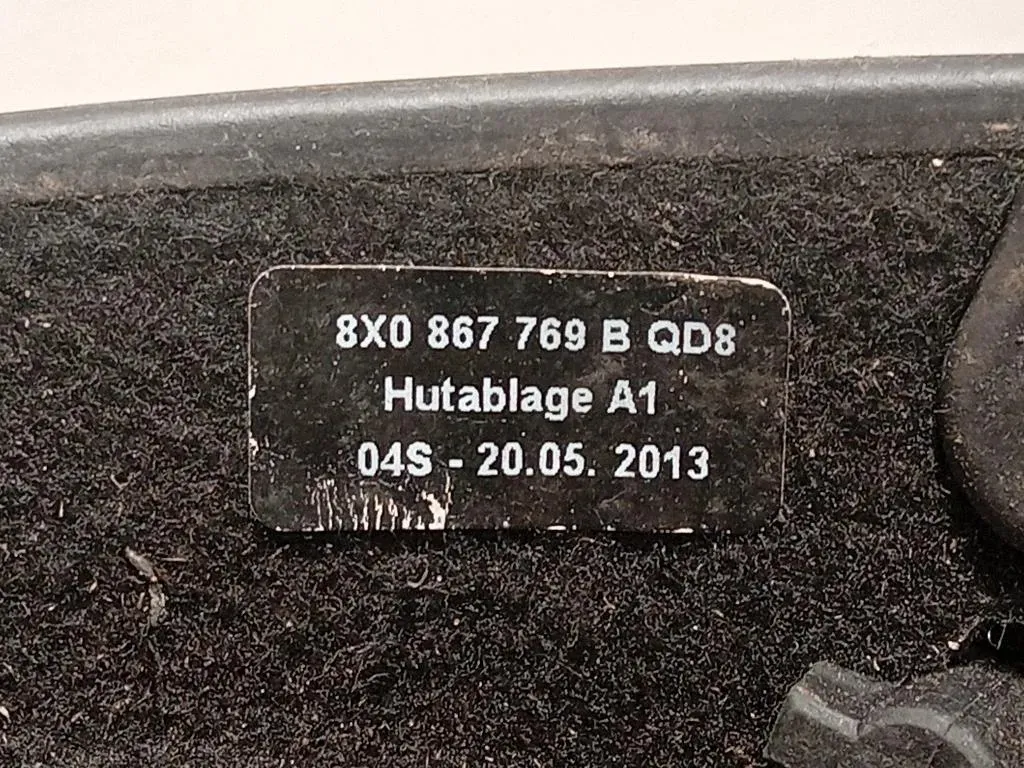 8X0 867 769 B QD8
Hutablage A1
04S - 20.05. 2013